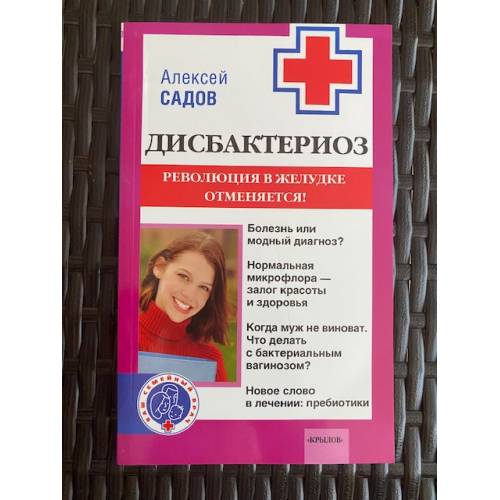 Алексей
САДОВ
ДИСБАКТЕРИОЗ
РЕВОЛЮЦИЯ В ЖЕЛУДКЕ
ОТМЕНЯЕТСЯ!
Болезнь или
модный диагноз?
Нормальная
микрофлора —
залог красоты
и здоровья
Когда муж не виноват.
Что делать
с бактериальным
вагинозом?
Новое слово
в лечении: пребиотики
ВАШ СЕМЕЙНЫЙ ВРАЧ
«КРЫЛОВ»